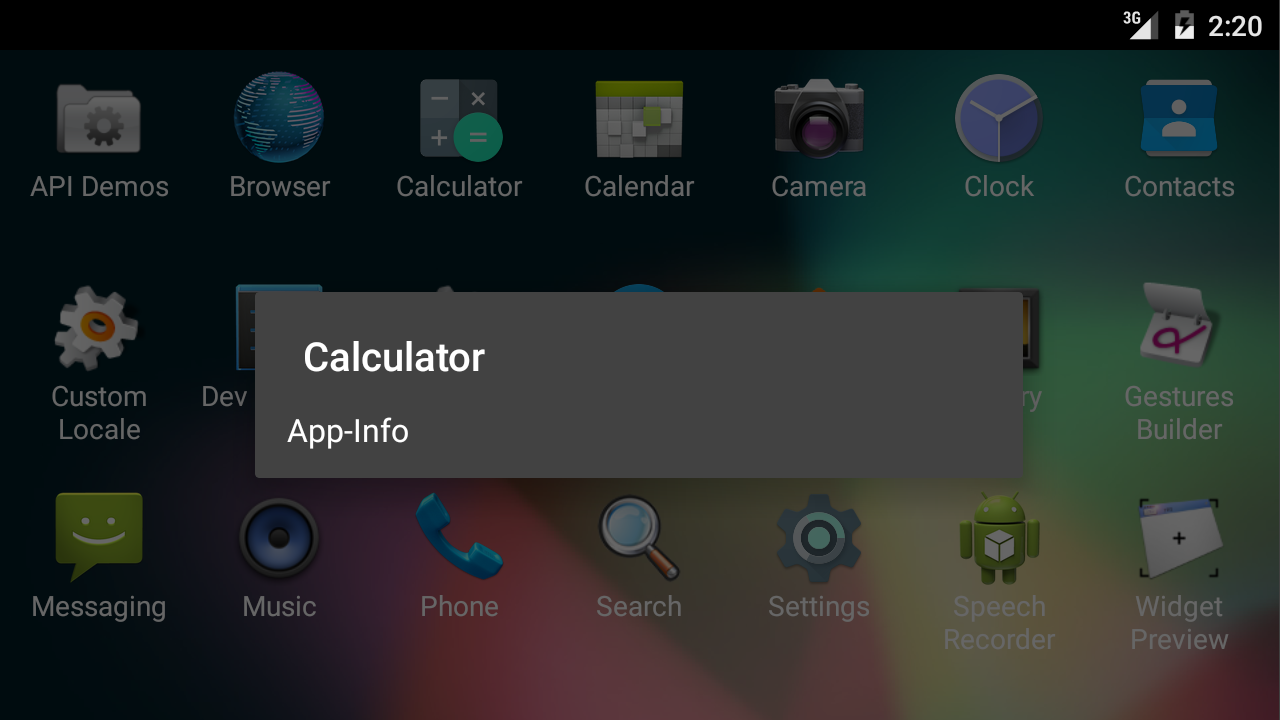 3G 2:20
API Demos Browser Calculator Calendar Camera Clock Contacts
Calculator
App-Info
Custom
Locale
Dev
ry
Gestures
Builder
Messaging Music Phone Search Settings Speech
Recorder
Widget
Preview